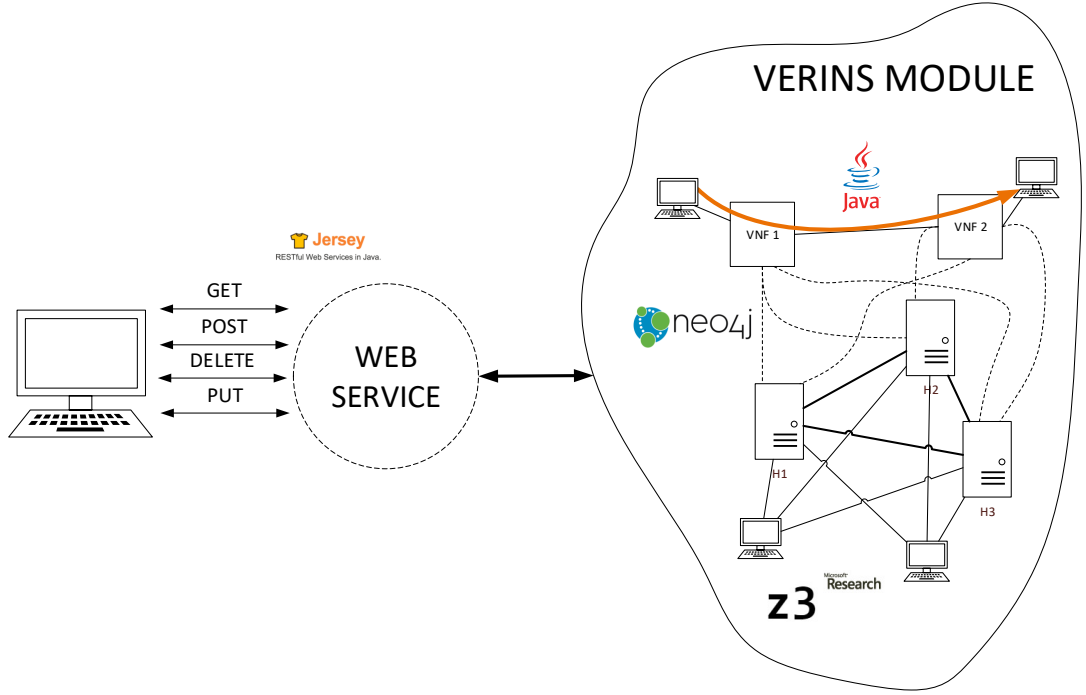 VERINS MODULE
Java
VNF 1
VNF 2
Jersey
RESTful Web Services in Java.
GET
POST
DELETE
PUT
WEB
SERVICE
neo4j
H2
H1
H3
Microsoft
Research
z3